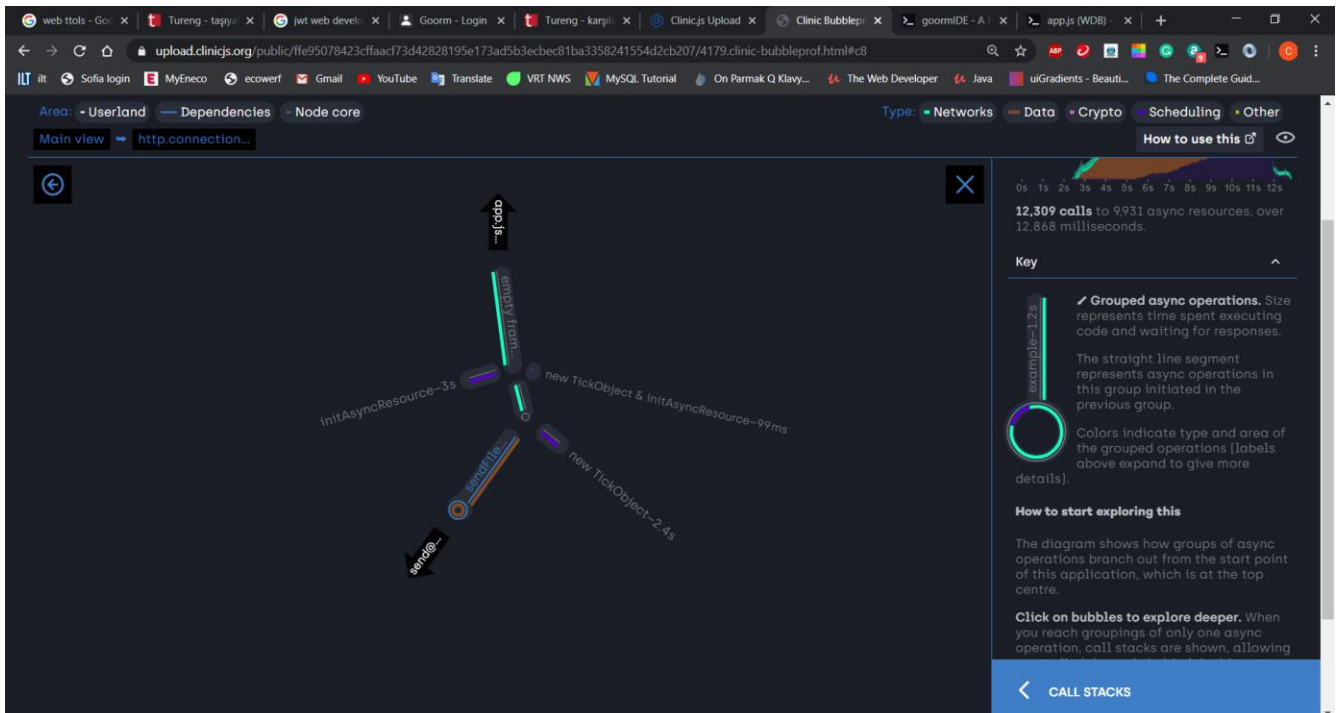 web ttols - Goo
Tureng - taşıya
jwt web develo
Goorm - Login
Tureng - karşıla
Clinic.js Upload
Clinic Bubblepr
goormIDE - A F
app.js (WDB) -
upload.clinicjs.org/public/ffe95078423cffaacf73d42828195e173ad5b3ecbec81ba3358241554d2cb207/4179.clinic-bubbleprof.html#c8
ilt Sofia login MyEneco ecowerf Gmail YouTube Translate VRT NWS MySQL Tutorial On Parmak Q Klavy... The Web Developer Java uiGradients - Beauti... The Complete Guid...
Area: Userland Dependencies Node core
Type: Networks Data Crypto Scheduling Other
Main view http.connection...
How to use this
app.js...
empty fram...
initAsyncResource–3s
new TickObject & initAsyncResource–99ms
sendFile...
new TickObject–2.4s
send@...
0s 1s 2s 3s 4s 5s 6s 7s 8s 9s 10s 11s 12s
12,309 calls to 9,931 async resources, over
12,868 milliseconds.
Key
example–1.2s
Grouped async operations. Size
represents time spent executing
code and waiting for responses.
The straight line segment
represents async operations in
this group initiated in the
previous group.
Colors indicate type and area of
the grouped operations (labels
above expand to give more
details).
How to start exploring this
The diagram shows how groups of async
operations branch out from the start point
of this application, which is at the top
centre.
Click on bubbles to explore deeper. When
you reach groupings of only one async
operation, call stacks are shown, allowing
CALL STACKS